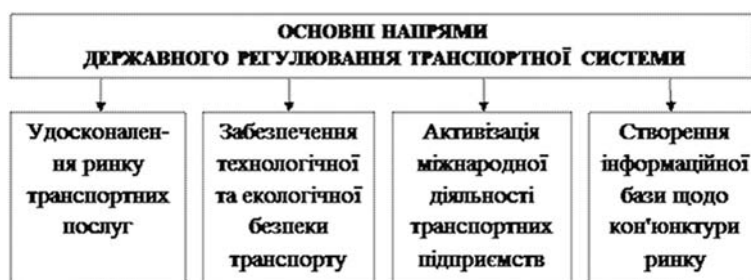 ОСНОВНІ НАПРЯМИ
ДЕРЖАВНОГО РЕГУЛЮВАННЯ ТРАНСПОРТНОЇ СИСТЕМИ
Удосконален-
ня ринку
транспортних
послуг
Забезпечення
технологічної
та екологічної
безпеки
транспорту
Активізація
міжнародної
діяльності
транспортних
підприємств
Створення
інформаційної
бази щодо
кон'юнктури
ринку